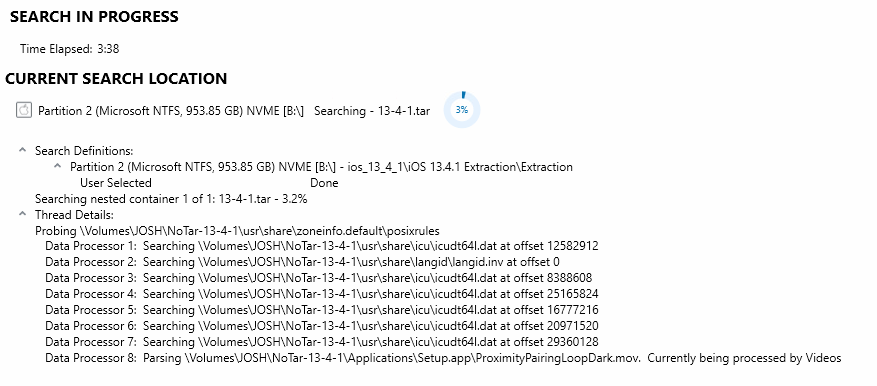 SEARCH IN PROGRESS
Time Elapsed: 3:38
CURRENT SEARCH LOCATION
Partition 2 (Microsoft NTFS, 953.85 GB) NVME [B:\] Searching - 13-4-1.tar 3%
Search Definitions:
Partition 2 (Microsoft NTFS, 953.85 GB) NVME [B:\] - ios_13_4_1\iOS 13.4.1 Extraction\Extraction
User Selected Done
Searching nested container 1 of 1: 13-4-1.tar - 3.2%
Thread Details:
Probing \Volumes\JOSH\NoTar-13-4-1\usr\share\zoneinfo.default\posixrules
Data Processor 1: Searching \Volumes\JOSH\NoTar-13-4-1\usr\share\icu\icudt64l.dat at offset 12582912
Data Processor 2: Searching \Volumes\JOSH\NoTar-13-4-1\usr\share\langid\langid.inv at offset 0
Data Processor 3: Searching \Volumes\JOSH\NoTar-13-4-1\usr\share\icu\icudt64l.dat at offset 8388608
Data Processor 4: Searching \Volumes\JOSH\NoTar-13-4-1\usr\share\icu\icudt64l.dat at offset 25165824
Data Processor 5: Searching \Volumes\JOSH\NoTar-13-4-1\usr\share\icu\icudt64l.dat at offset 16777216
Data Processor 6: Searching \Volumes\JOSH\NoTar-13-4-1\usr\share\icu\icudt64l.dat at offset 20971520
Data Processor 7: Searching \Volumes\JOSH\NoTar-13-4-1\usr\share\icu\icudt64l.dat at offset 29360128
Data Processor 8: Parsing \Volumes\JOSH\NoTar-13-4-1\Applications\Setup.app\ProximityPairingLoopDark.mov. Currently being processed by Videos